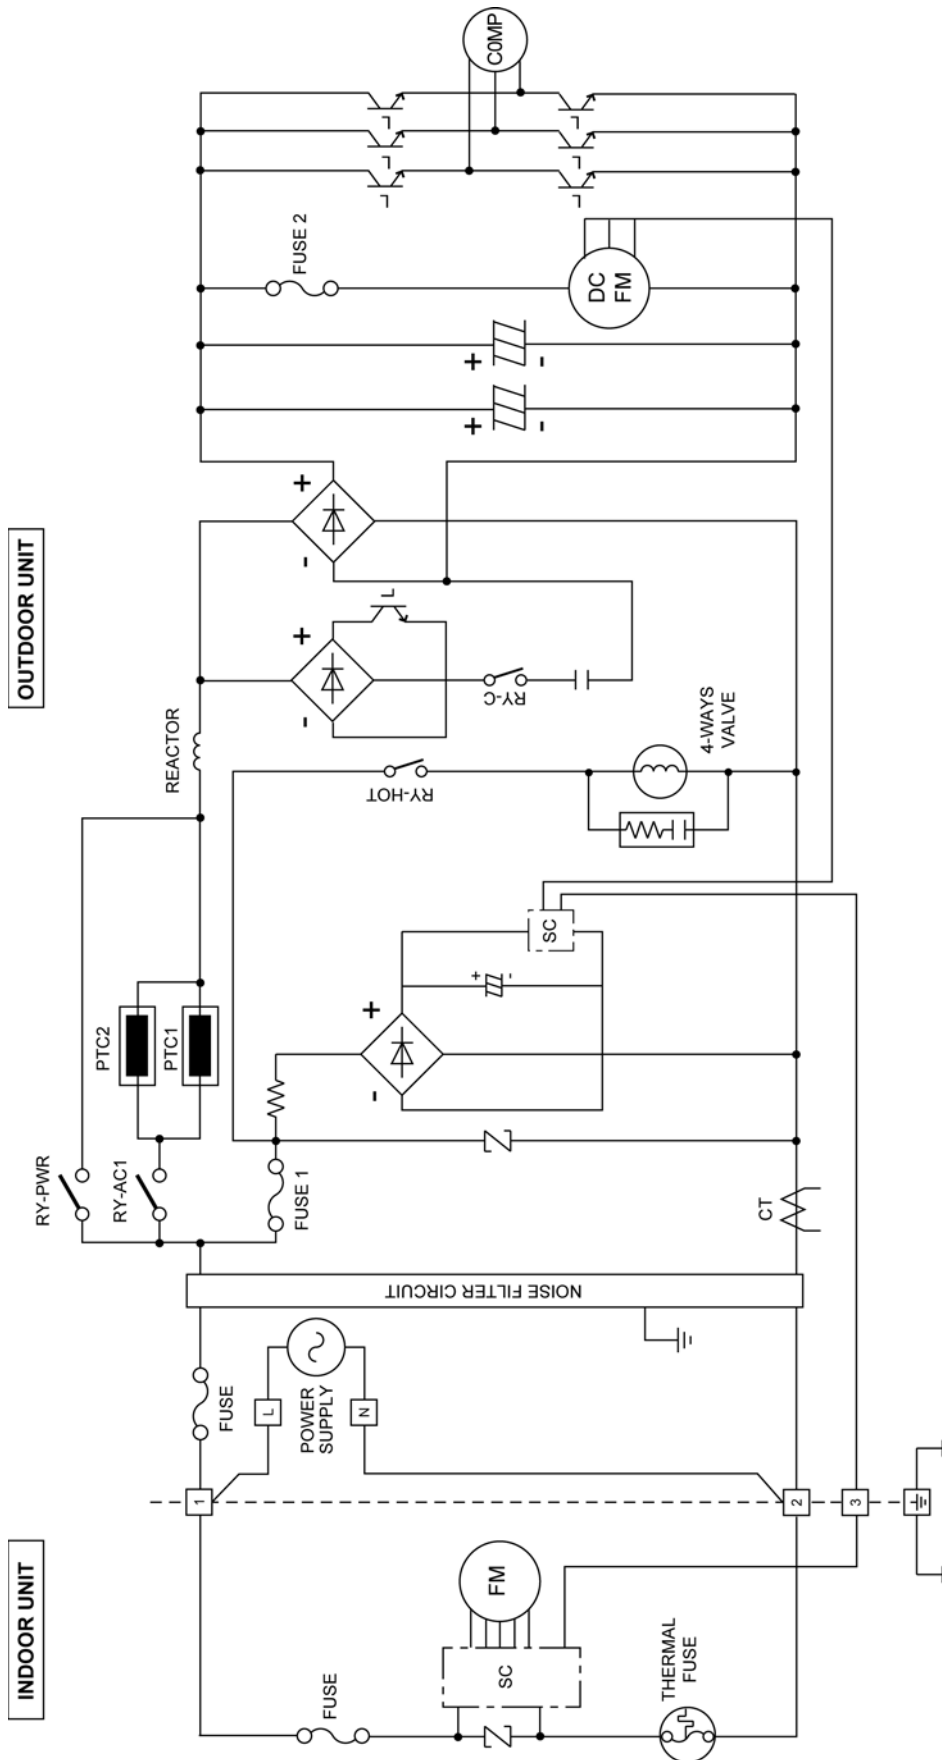 OUTDOOR UNIT
INDOOR UNIT
COMP
FUSE 2
DC
FM
+
-
+
-
+
-
L
L
L
L
L
L
REACTOR
+
-
L
RY-C
RY-HOT
4-WAYS
VALVE
PTC2
PTC1
SC
+
-
+
-
RY-PWR
RY-AC1
FUSE 1
CT
NOISE FILTER CIRCUIT
FUSE
L
POWER
SUPPLY
N
1
2
3
FM
SC
FUSE
THERMAL
FUSE